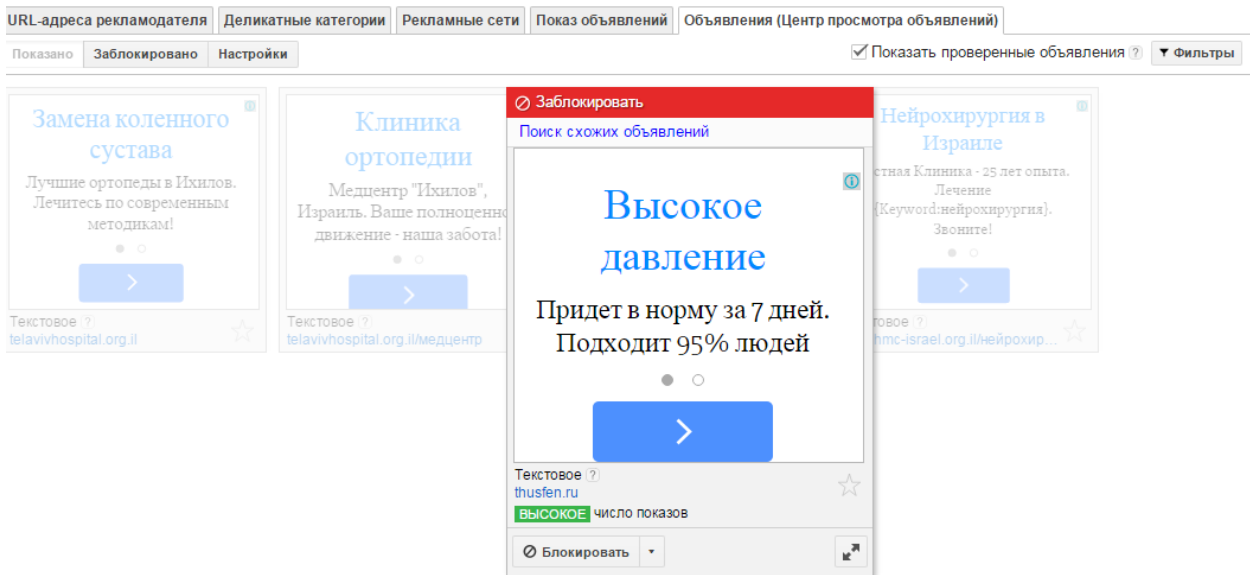 URL-адреса рекламодателя Деликатные категории Рекламные сети Показ объявлений Объявления (Центр просмотра объявлений)
Показано Заблокировано Настройки Показать проверенные объявления ? Фильтры
Замена коленного
сустава
Лучшие ортопеды в Ихилов.
Лечитесь по современным
методикам!
Текстовое ?
telavivhospital.org.il
Клиника
ортопедии
Медцентр "Ихилов",
Израиль. Ваше полноценно
движение - наша забота!
Текстовое ?
telavivhospital.org.il/медцентр
Заблокировать
Поиск схожих объявлений
Высокое
давление
Придет в норму за 7 дней.
Подходит 95% людей
Текстовое ?
thusfen.ru
ВЫСОКОЕ число показов
Блокировать
Нейрохирургия в
Израиле
стная Клиника - 25 лет опыта.
Лечение
{Keyword:нейрохирургия}.
Звоните!
товое ?
hmc-israel.org.il/нейрохир...